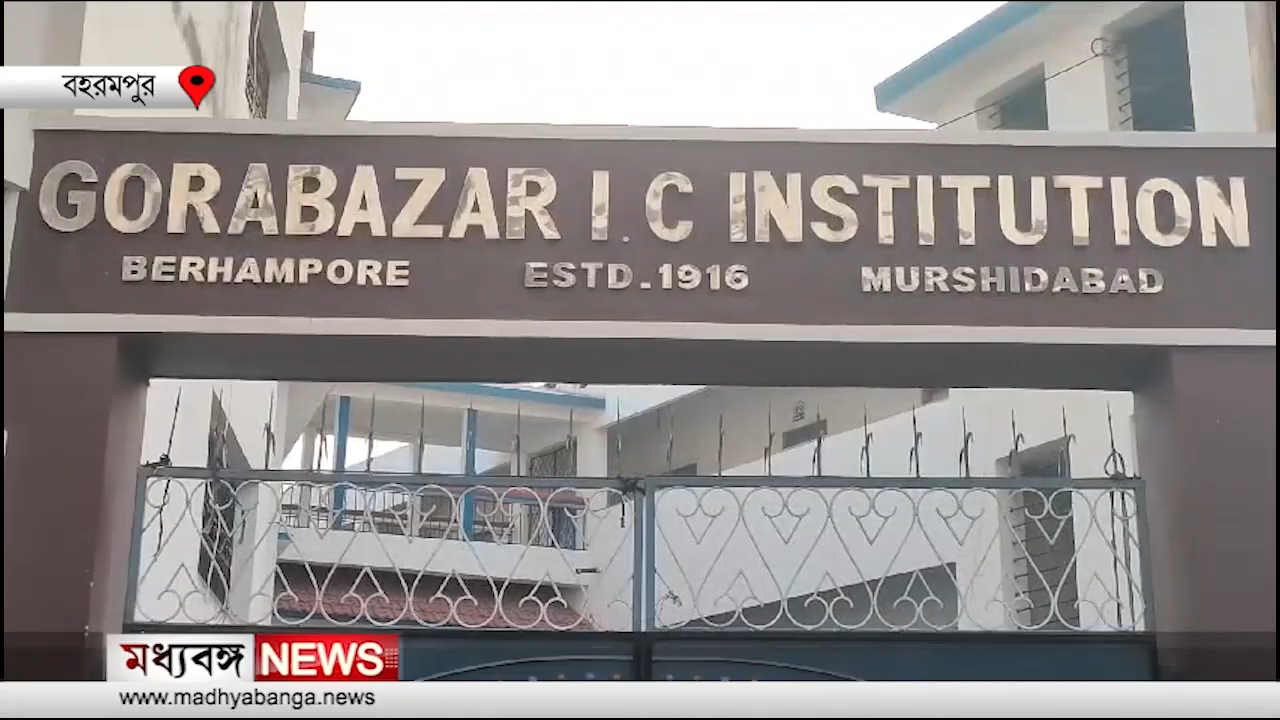 বহরমপুর
GORABAZAR I.C INSTITUTION
BERHAMPORE ESTD.1916 MURSHIDABAD
মধ্যবঙ্গ NEWS
www.madhyabanga.news